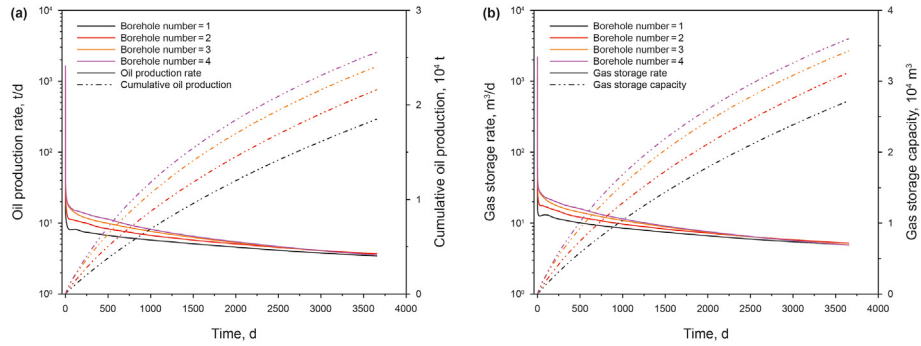 (a)
Borehole number = 1
Borehole number = 2
Borehole number = 3
Borehole number = 4
Oil production rate
Cumulative oil production
10⁴
10³
10²
10¹
10⁰
Oil production rate, t/d
3
2
1
0
Cumulative oil production, 10⁴ t
0 500 1000 1500 2000 2500 3000 3500 4000
Time, d
(b)
Borehole number = 1
Borehole number = 2
Borehole number = 3
Borehole number = 4
Gas storage rate
Gas storage capacity
10⁴
10³
10²
10¹
10⁰
Gas storage rate, m³/d
4
3
2
1
0
Gas storage capacity, 10⁴ m³
0 500 1000 1500 2000 2500 3000 3500 4000
Time, d